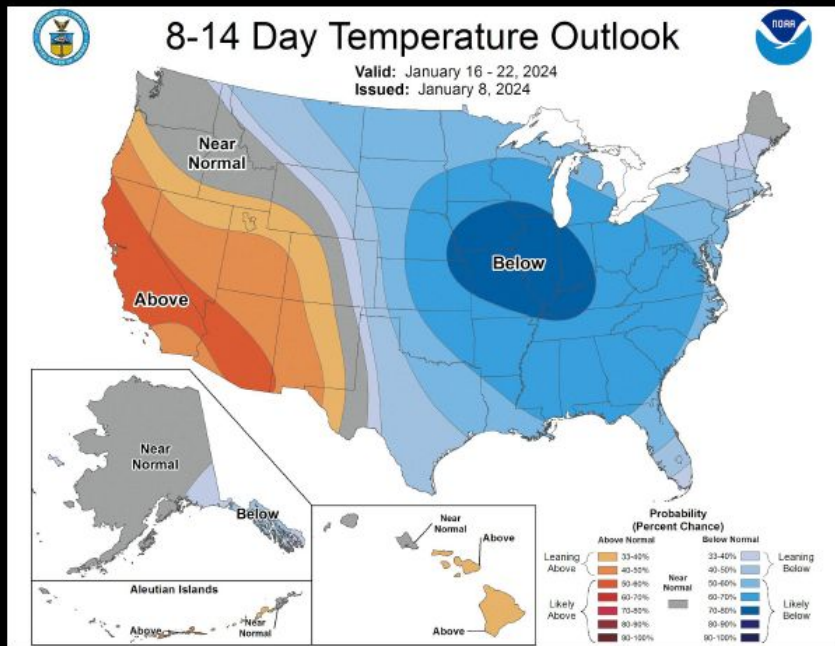 8-14 Day Temperature Outlook
Valid: January 16 - 22, 2024
Issued: January 8, 2024
NOAA
Near
Normal
Above
Below
Near
Normal
Below
Aleutian Islands
Above
Near
Normal
Near
Normal
Above
Above
Probability
(Percent Chance)
Above Normal
Below Normal
Leaning
Above
33-40%
40-50%
Likely
Above
50-60%
60-70%
70-80%
80-90%
90-100%
Near
Normal
33-40%
40-50%
Leaning
Below
50-60%
60-70%
70-80%
80-90%
90-100%
Likely
Below